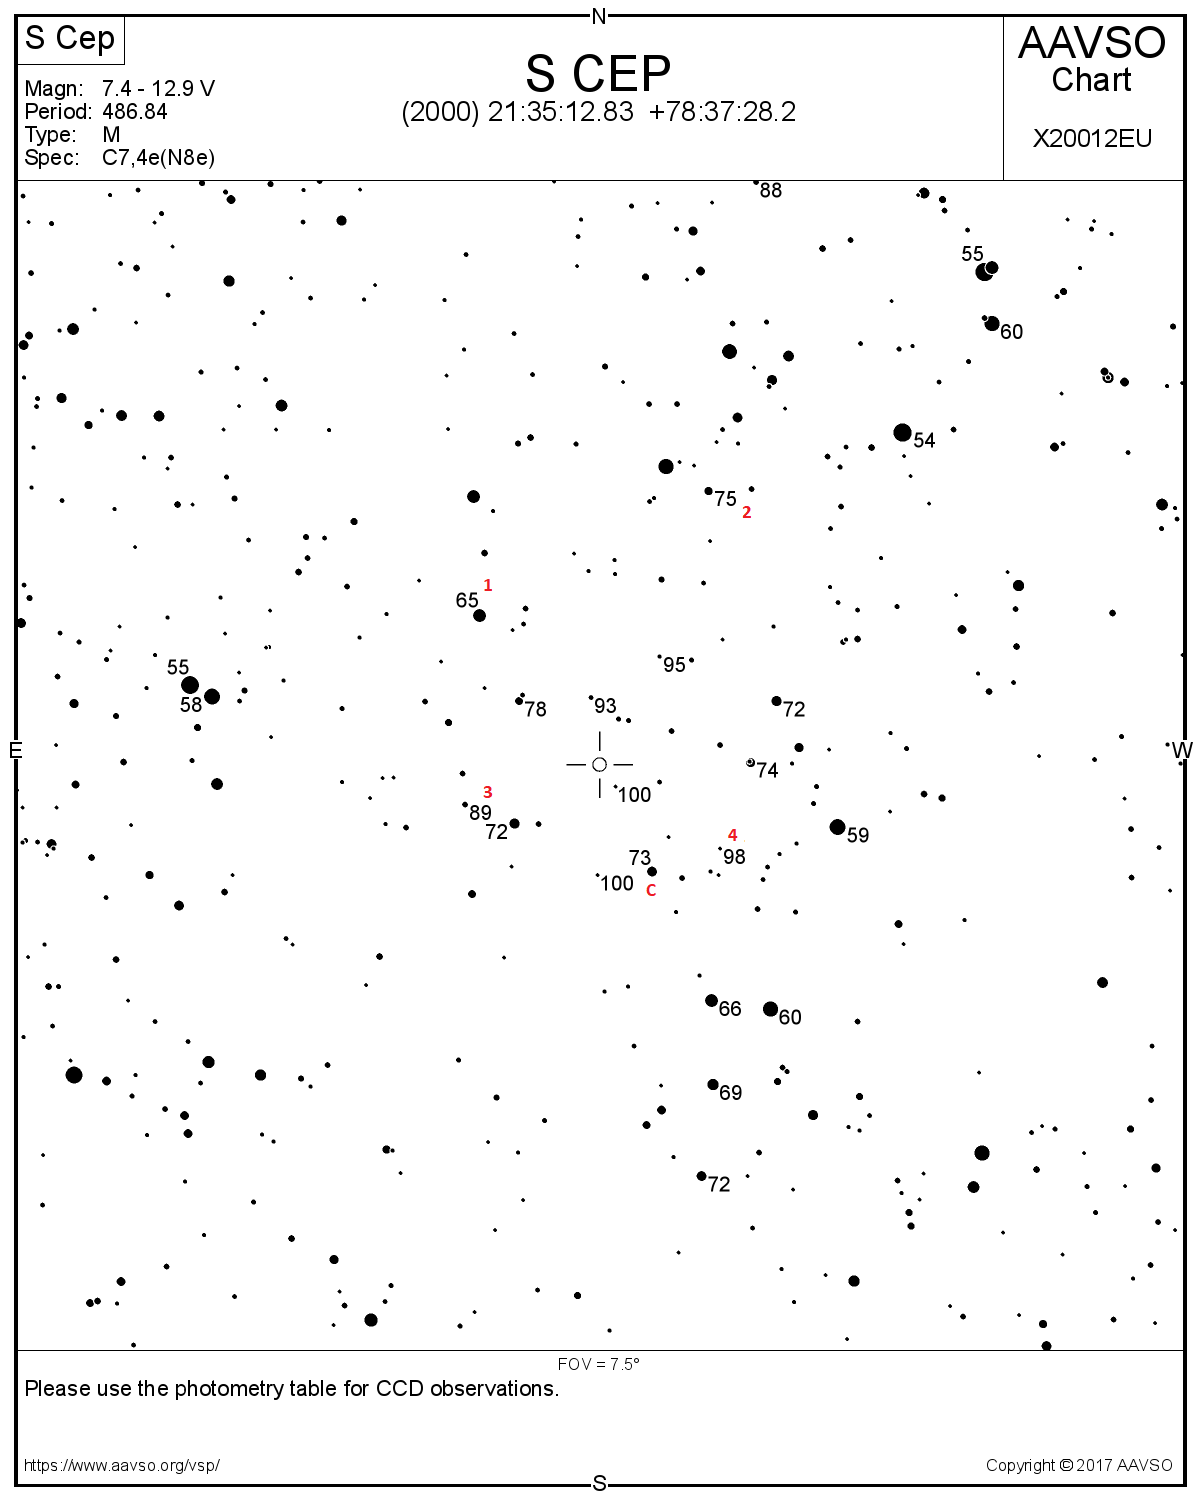 N
S Cep
Magn: 7.4 - 12.9 V
Period: 486.84
Type: M
Spec: C7,4e(N8e)
S CEP
(2000) 21:35:12.83 +78:37:28.2
AAVSO
Chart
X20012EU
88
55
60
54
75
2
1
65
95
55
58
78
93
72
E
W
74
3
100
89
72
59
4
73
98
100
C
66
60
69
72
FOV = 7.5°
Please use the photometry table for CCD observations.
https://www.aavso.org/vsp/
Copyright © 2017 AAVSO
S